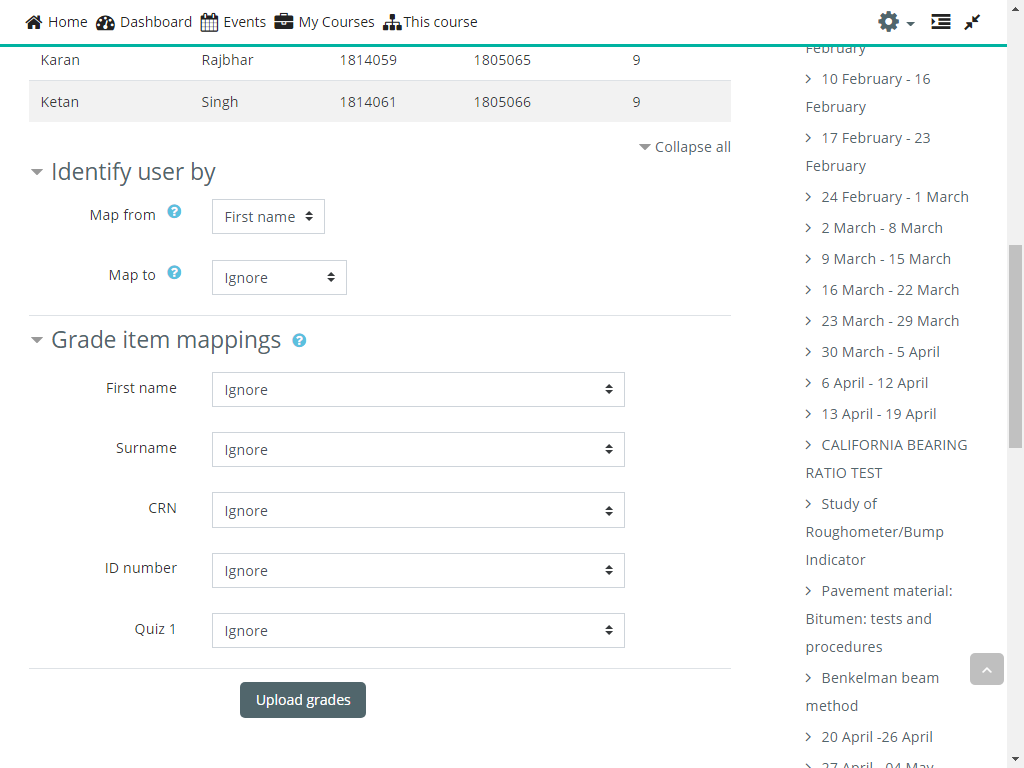 Home Dashboard Events My Courses This course
Karan Rajbhar 1814059 1805065 9
Ketan Singh 1814061 1805066 9
Collapse all
Identify user by
Map from ? First name
Map to ? Ignore
Grade item mappings ?
First name Ignore
Surname Ignore
CRN Ignore
ID number Ignore
Quiz 1 Ignore
Upload grades
February
10 February - 16
February
17 February - 23
February
24 February - 1 March
2 March - 8 March
9 March - 15 March
16 March - 22 March
23 March - 29 March
30 March - 5 April
6 April - 12 April
13 April - 19 April
CALIFORNIA BEARING
RATIO TEST
Study of
Roughometer/Bump
Indicator
Pavement material:
Bitumen: tests and
procedures
Benkelman beam
method
20 April -26 April
27 April - 04 May